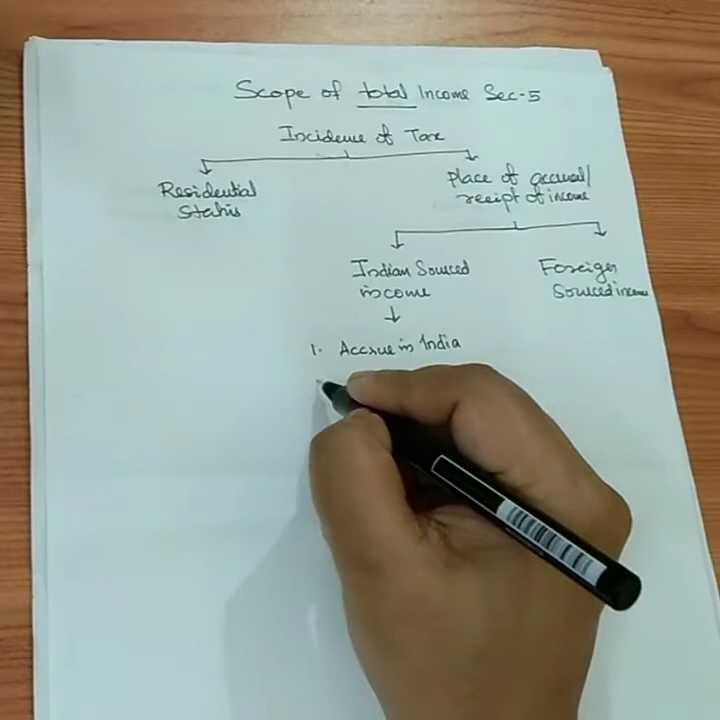 Scope of total Income Sec-5
Incidence of Tax
Residential
Status
Place of accrual/
receipt of income
Indian Sourced
income
Foreign
Sourced income
1. Accrue in India